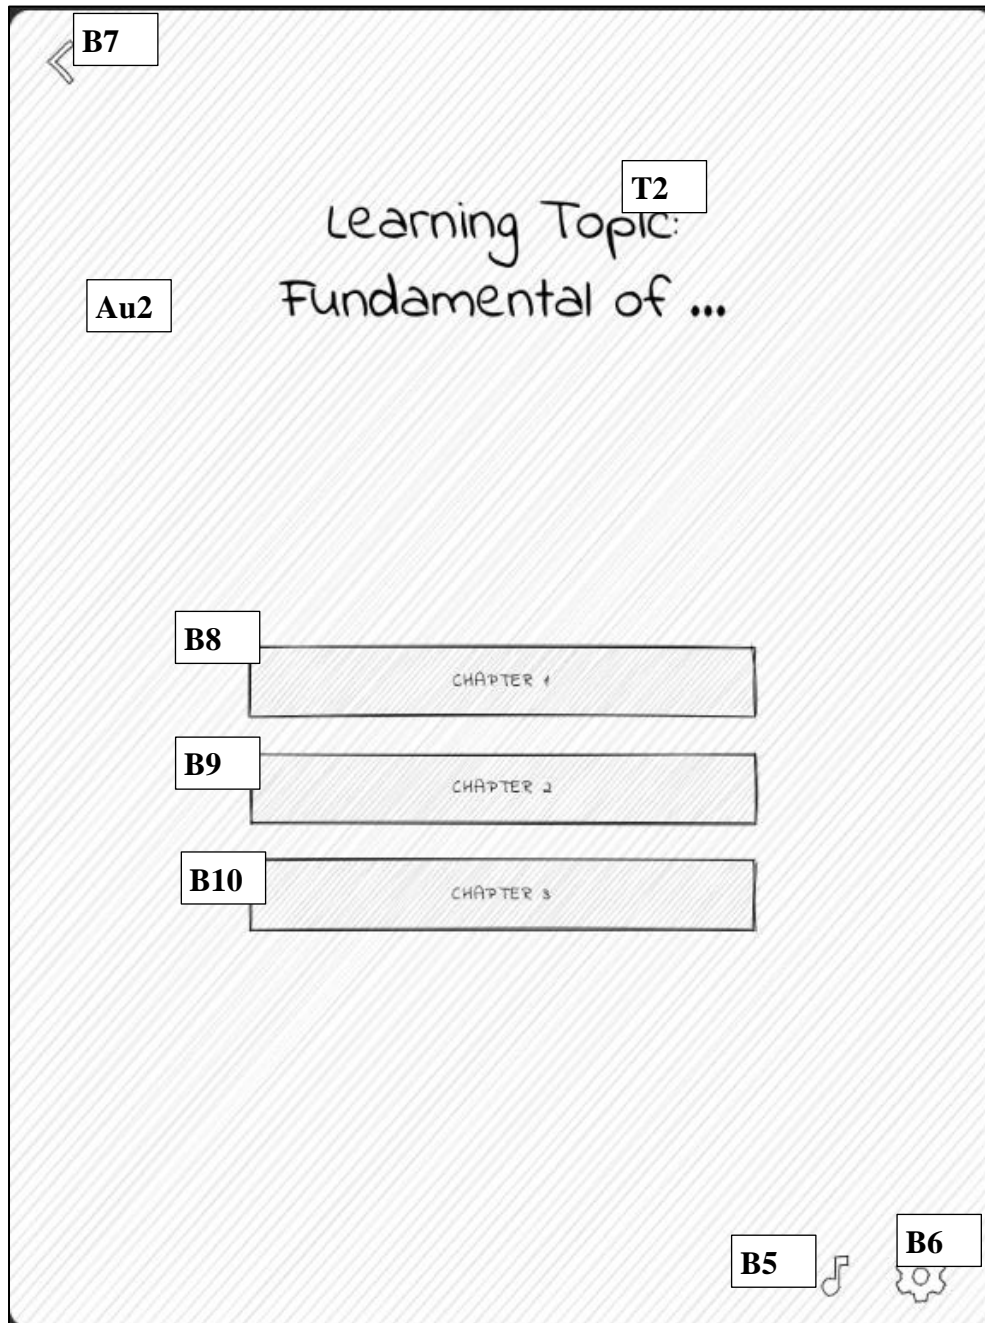 B7
T2
Learning Topic:
Fundamental of ...
Au2
B8
CHAPTER 1
B9
CHAPTER 2
B10
CHAPTER 3
B5
B6